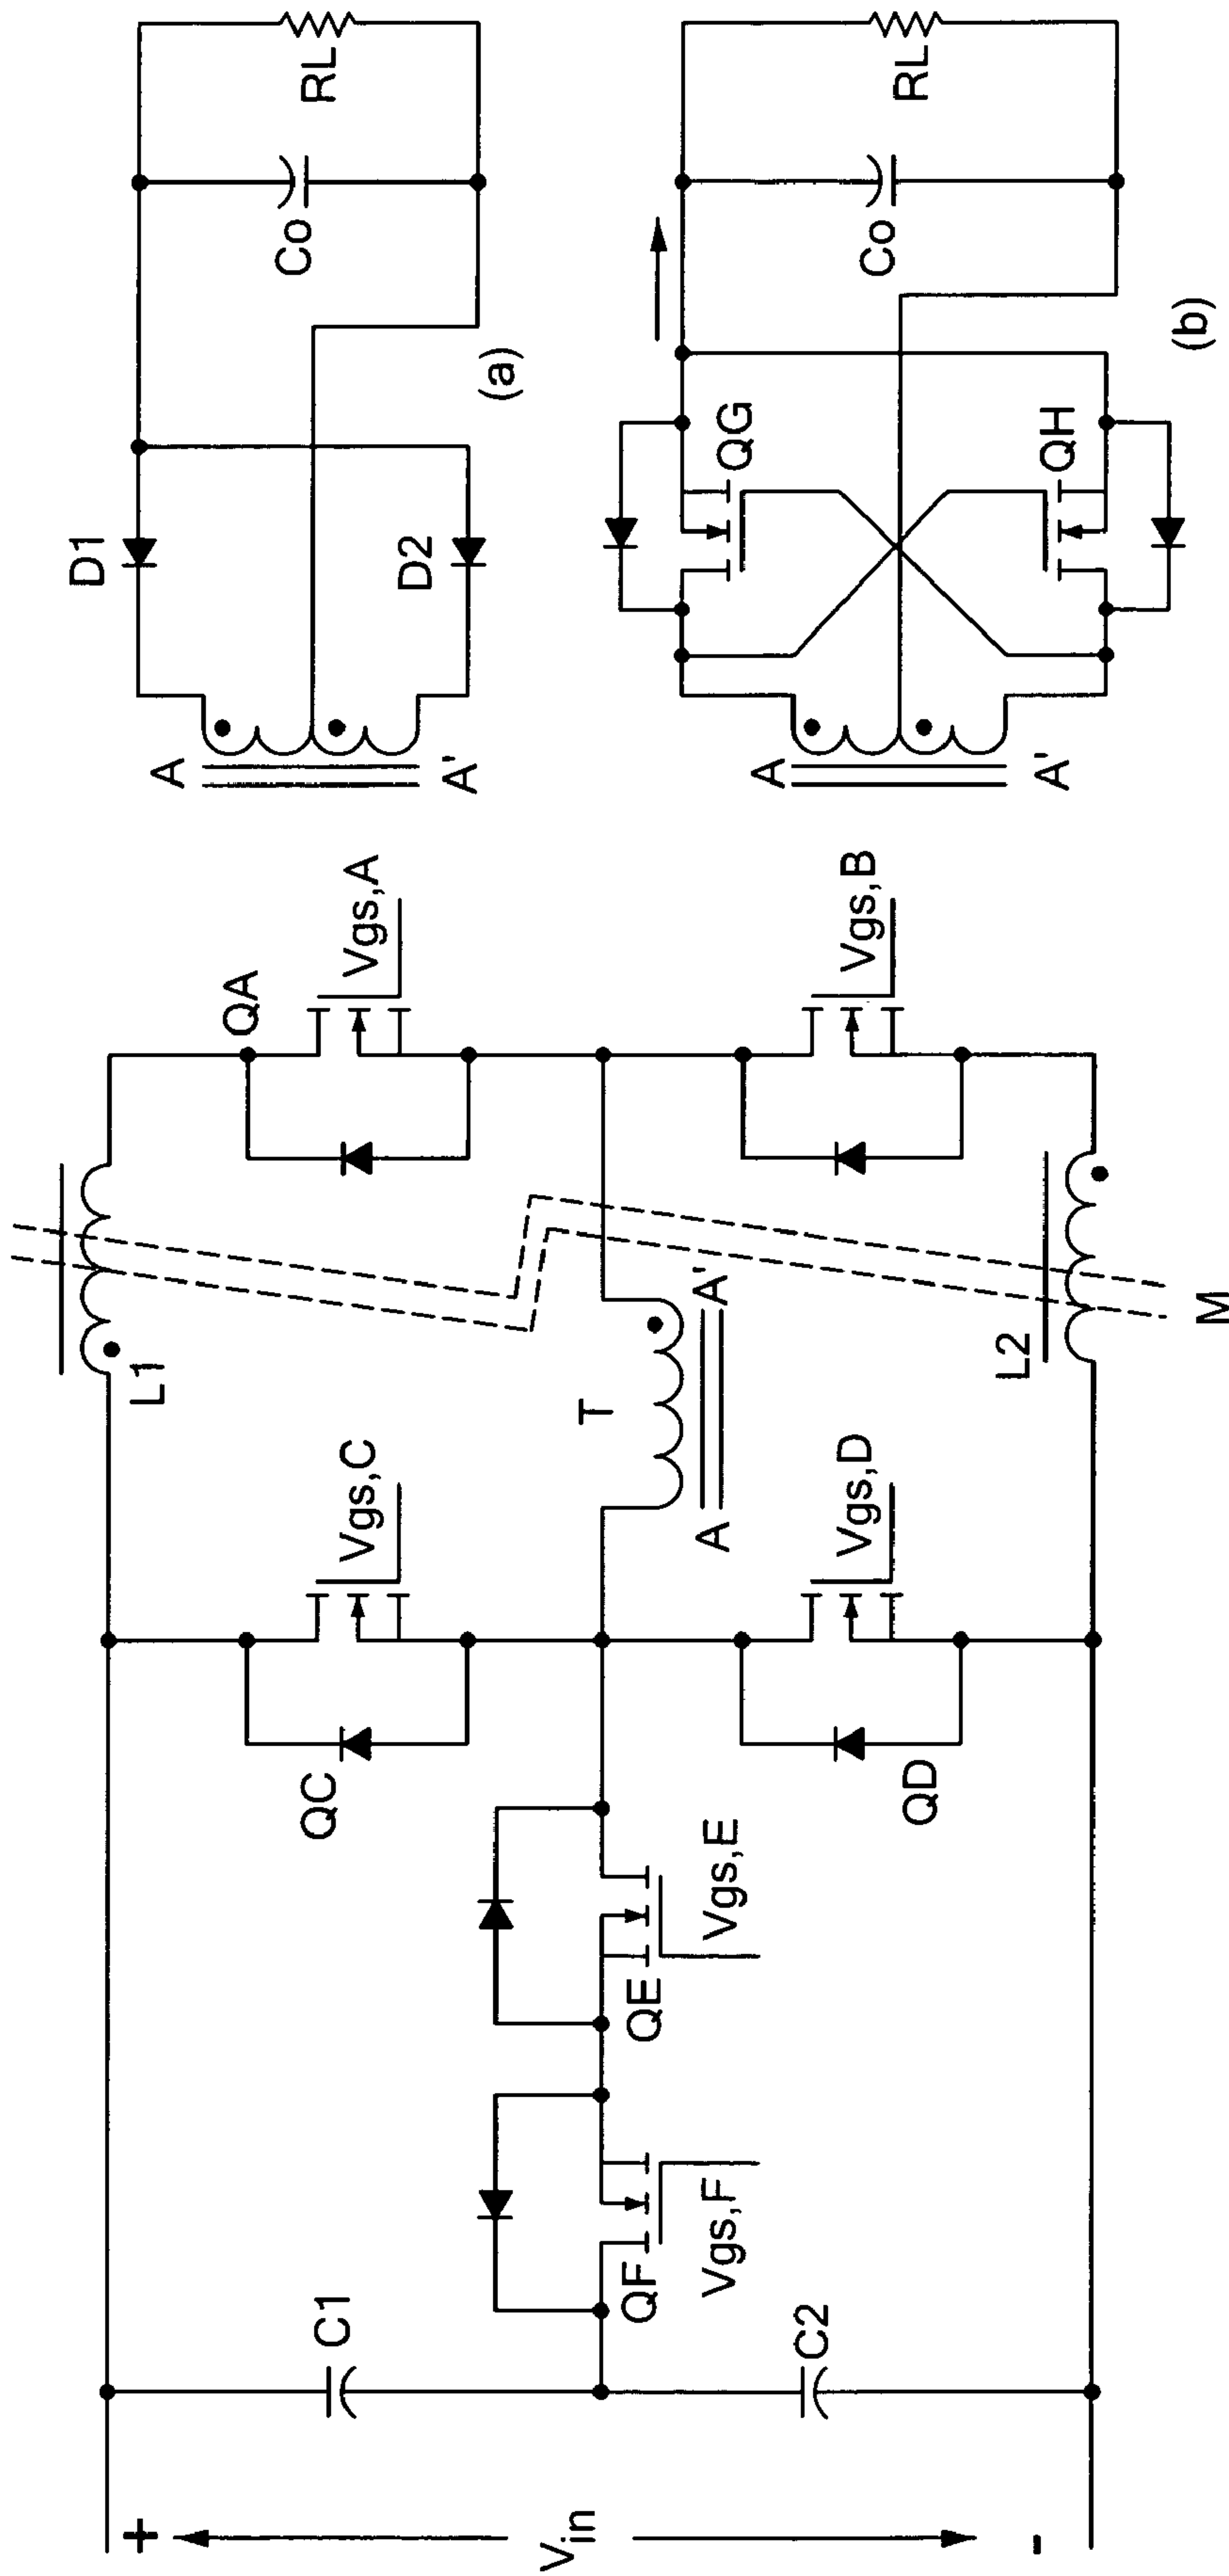 +
Vin
-
C1
C2
QF
Vgs,F
QE
Vgs,E
QC
Vgs,C
QD
Vgs,D
L1
T
A
A'
L2
M
QA
Vgs,A
Vgs,B
A
A'
D1
D2
Co
RL
(a)
A
A'
QG
QH
Co
RL
(b)